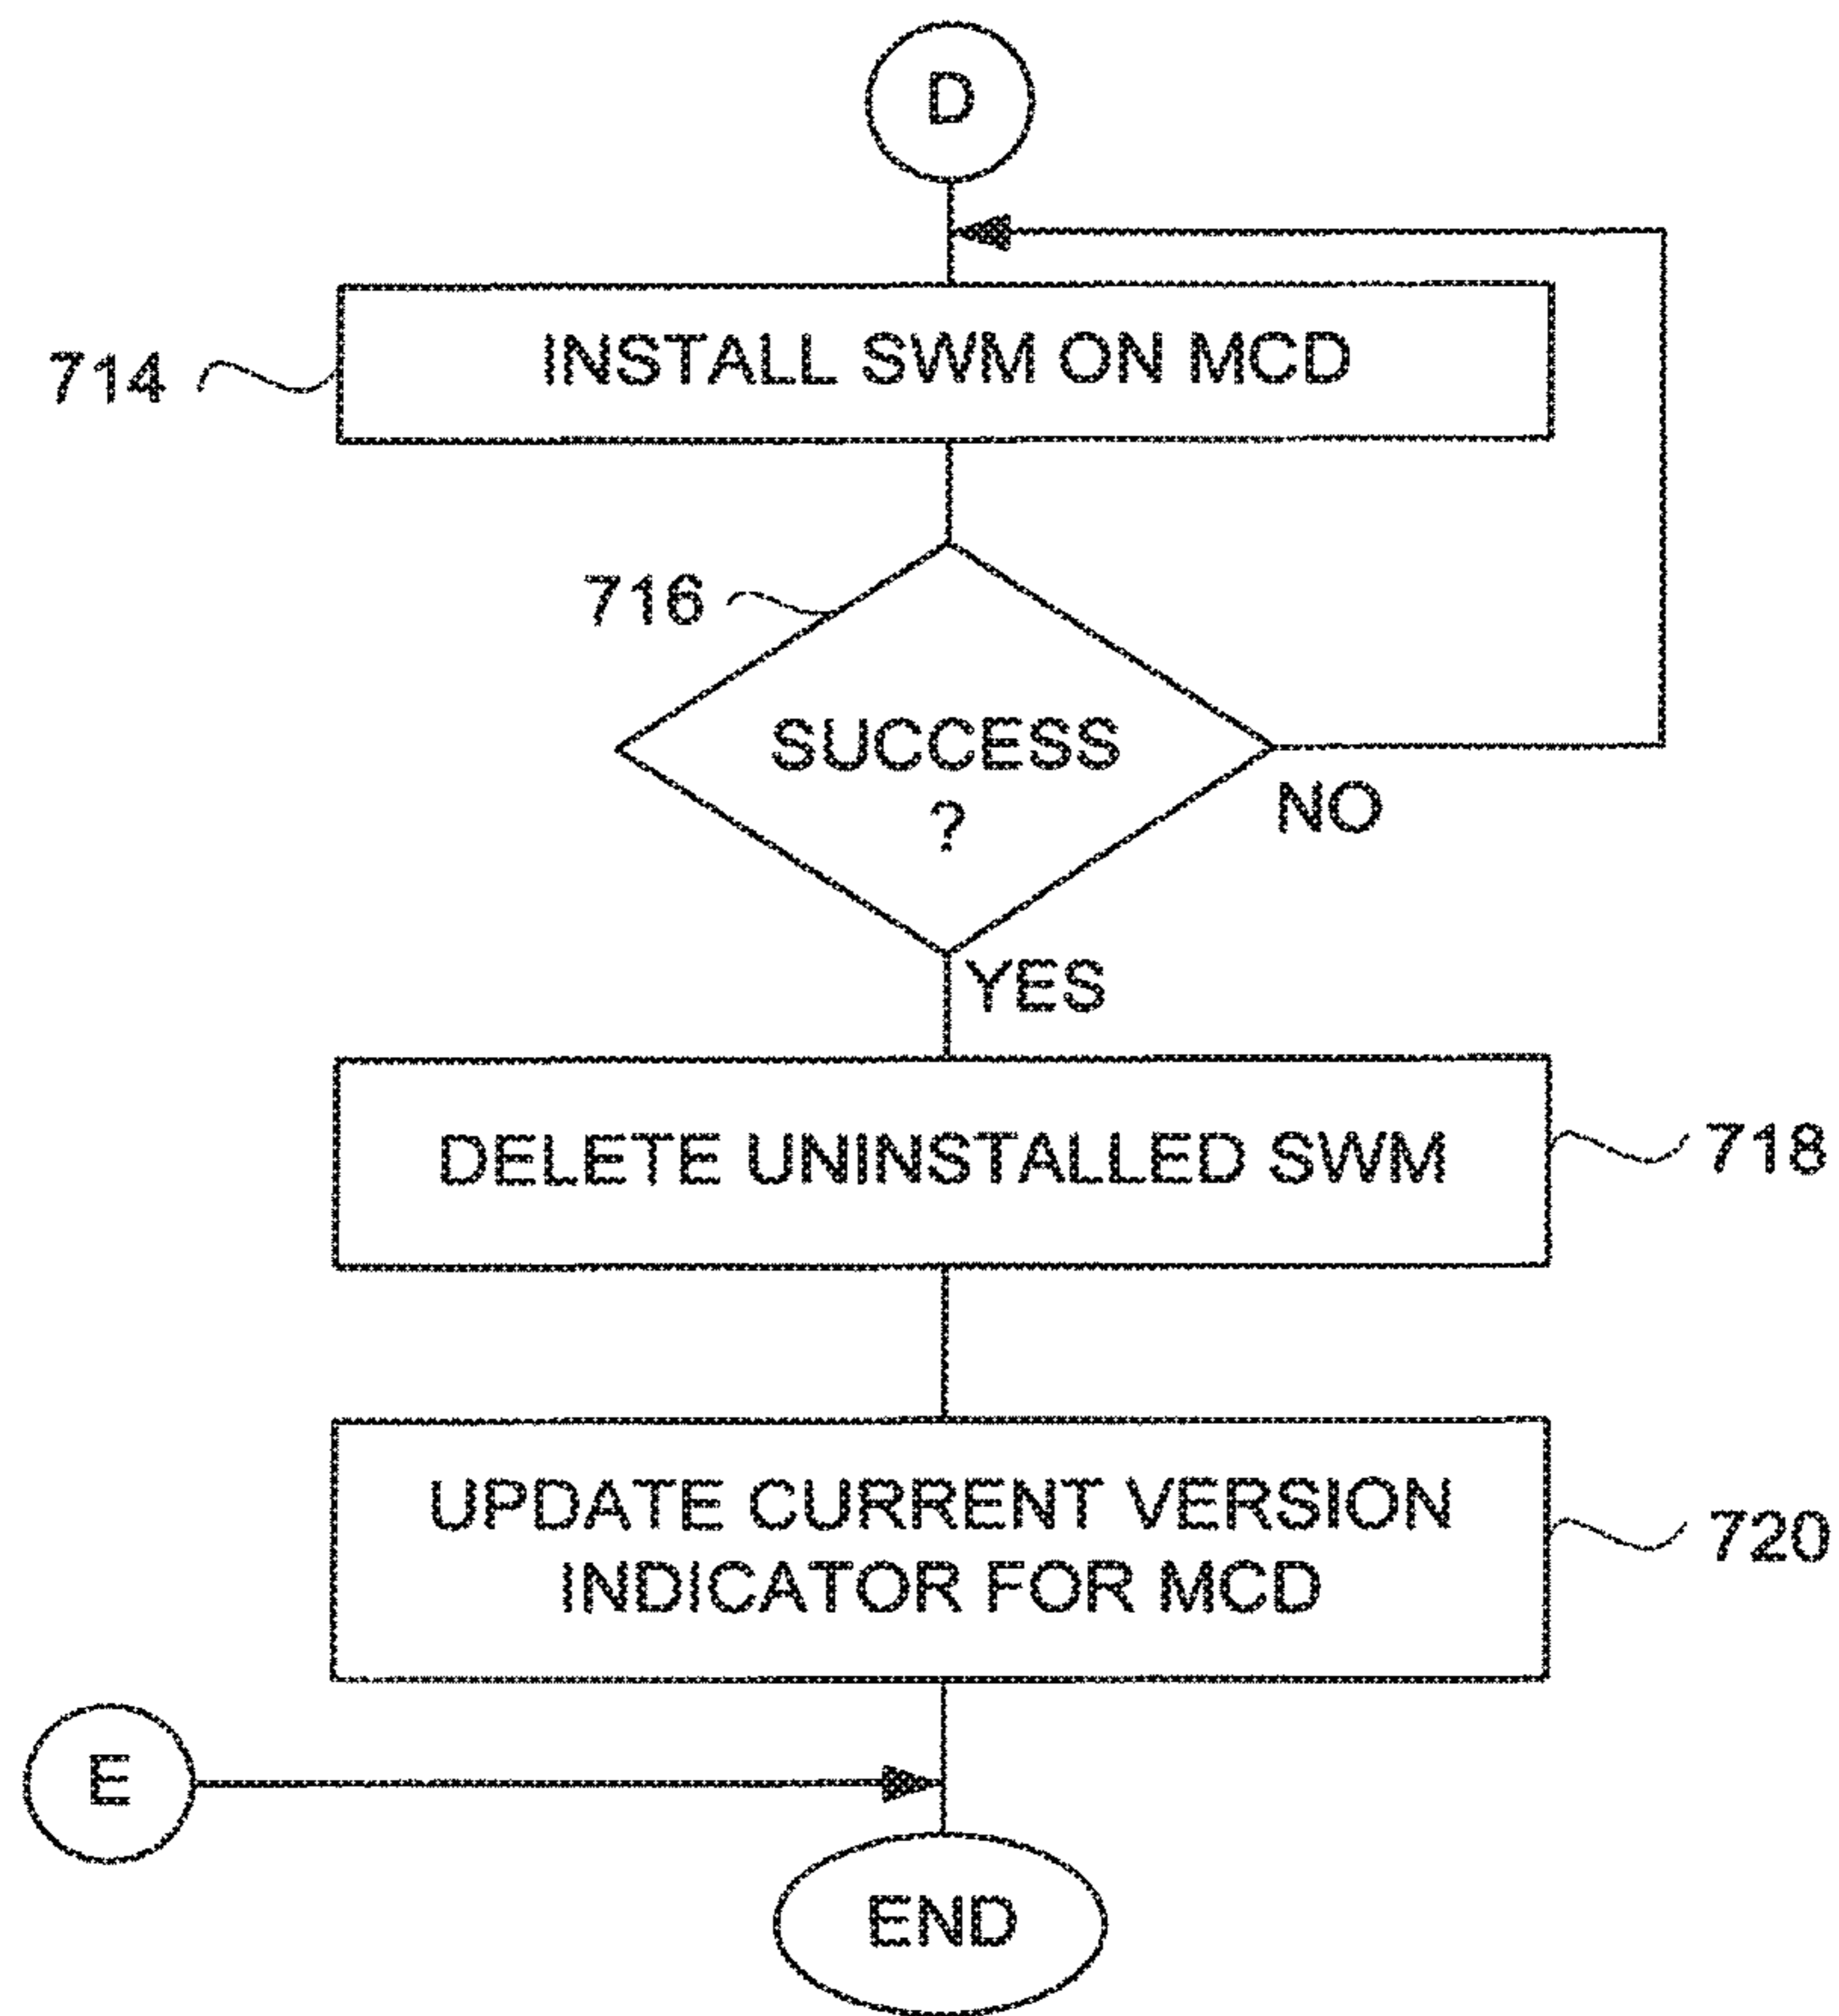 D
INSTALL SWM ON MCD
714
716
SUCCESS
?
NO
YES
DELETE UNINSTALLED SWM
718
UPDATE CURRENT VERSION
INDICATOR FOR MCD
720
E
END